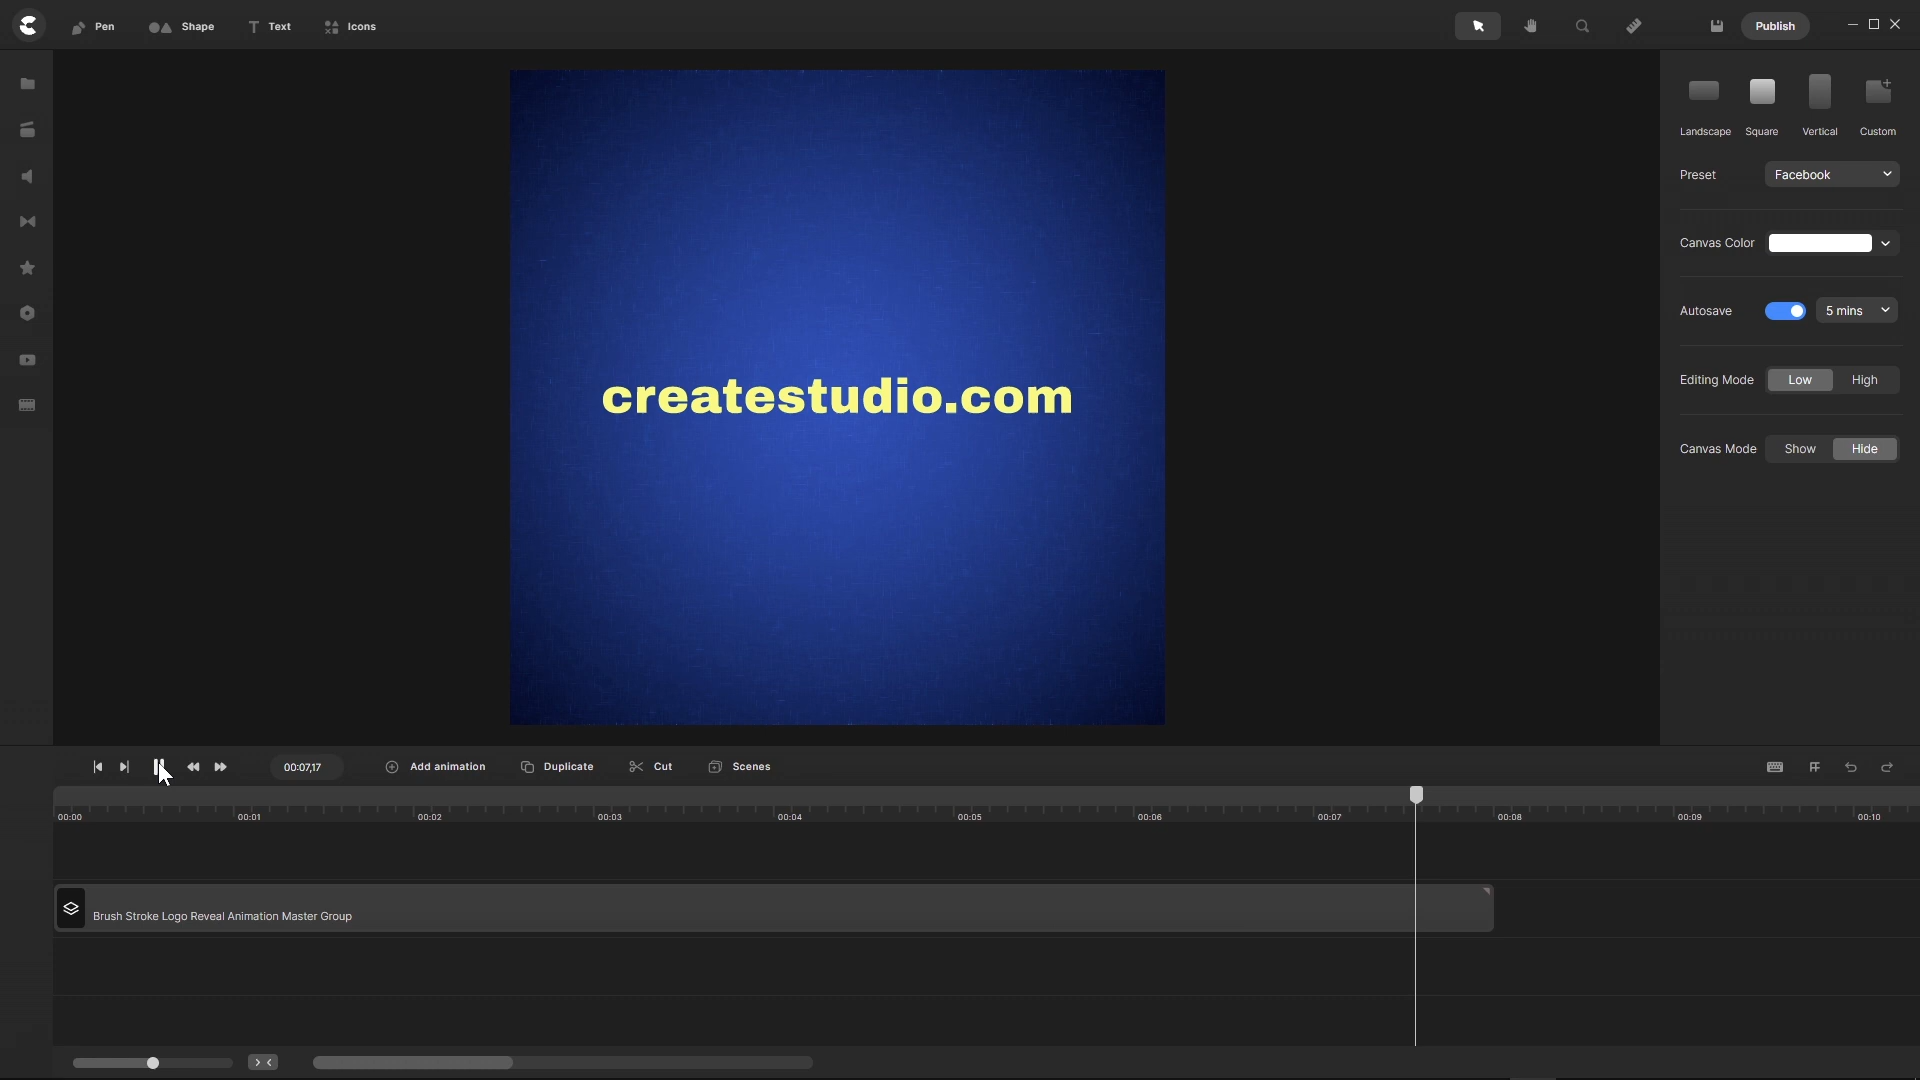 Pen
Shape
Text
Icons
Publish
Landscape
Square
Vertical
Custom
Preset
Facebook
Canvas Color
Autosave
5 mins
Editing Mode
Low
High
Canvas Mode
Show
Hide
createstudio.com
00:07,17
Add animation
Duplicate
Cut
Scenes
00:00
00:01
00:02
00:03
00:04
00:05
00:06
00:07
00:08
00:09
00:10
Brush Stroke Logo Reveal Animation Master Group